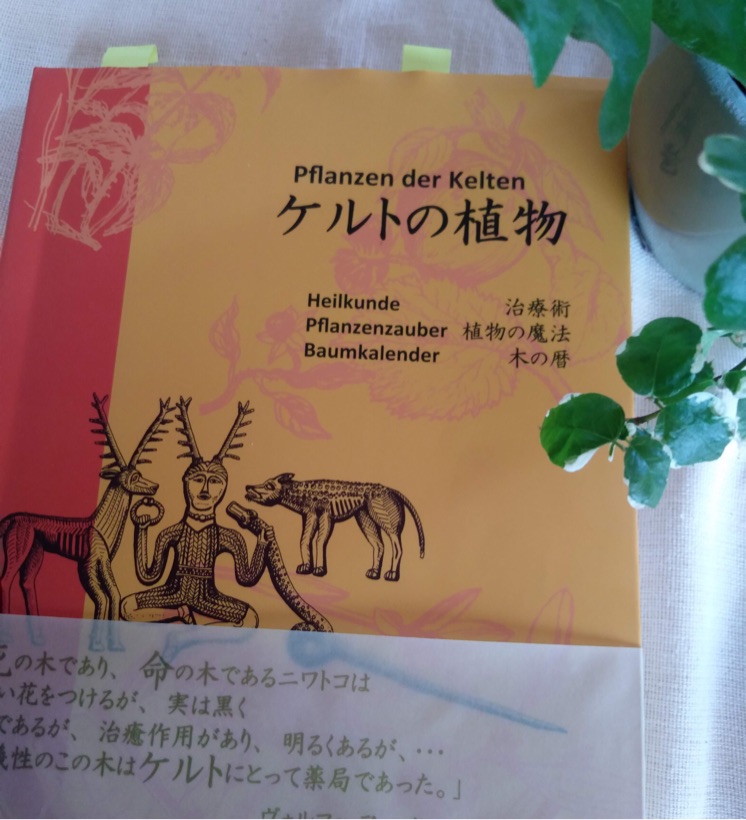 Pflanzen der Kelten
ケルトの植物
Heilkunde 治療術
Pflanzenzauber 植物の魔法
Baumkalender 木の暦
の木であり、命の木であるニワトコは
い花をつけるが、実は黒く
であるが、治癒作用があり、明るくあるが、…
性のこの木はケルトにとって薬局であった。」